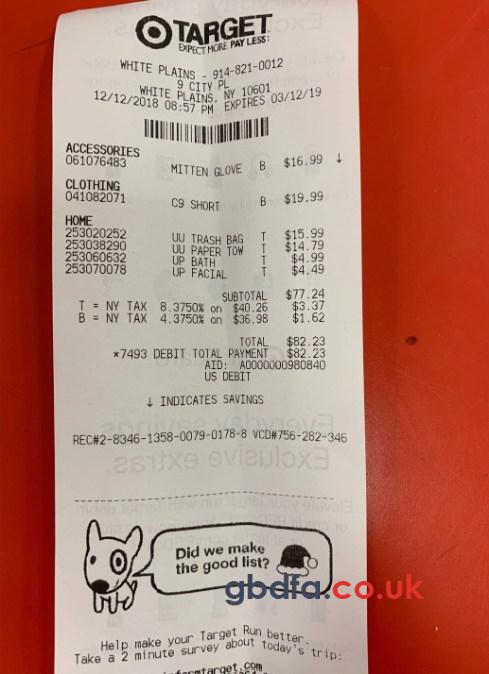 TARGET
EXPECT MORE. PAY LESS.
WHITE PLAINS - 914-821-0012
9 CITY PL
WHITE PLAINS, NY 10601
12/12/2018 08:57 PM EXPIRES 03/12/19
ACCESSORIES
061076483 MITTEN GLOVE B $16.99 ↓
CLOTHING
041082071 C9 SHORT B $19.99
HOME
253020252 UU TRASH BAG T $15.99
253038290 UU PAPER TOW T $14.79
253060632 UP BATH T $4.99
253070078 UP FACIAL T $4.49
SUBTOTAL $77.24
T = NY TAX 8.3750% on $40.26 $3.37
B = NY TAX 4.3750% on $36.98 $1.62
TOTAL $82.23
*7493 DEBIT TOTAL PAYMENT $82.23
AID: A0000000980840
US DEBIT
↓ INDICATES SAVINGS
REC#2-8346-1358-0079-0178-8 VCD#756-282-346
Did we make
the good list?
gbdfa.co.uk
Help make your Target Run better.
Take a 2 minute survey about today's trip:
informtarget.com